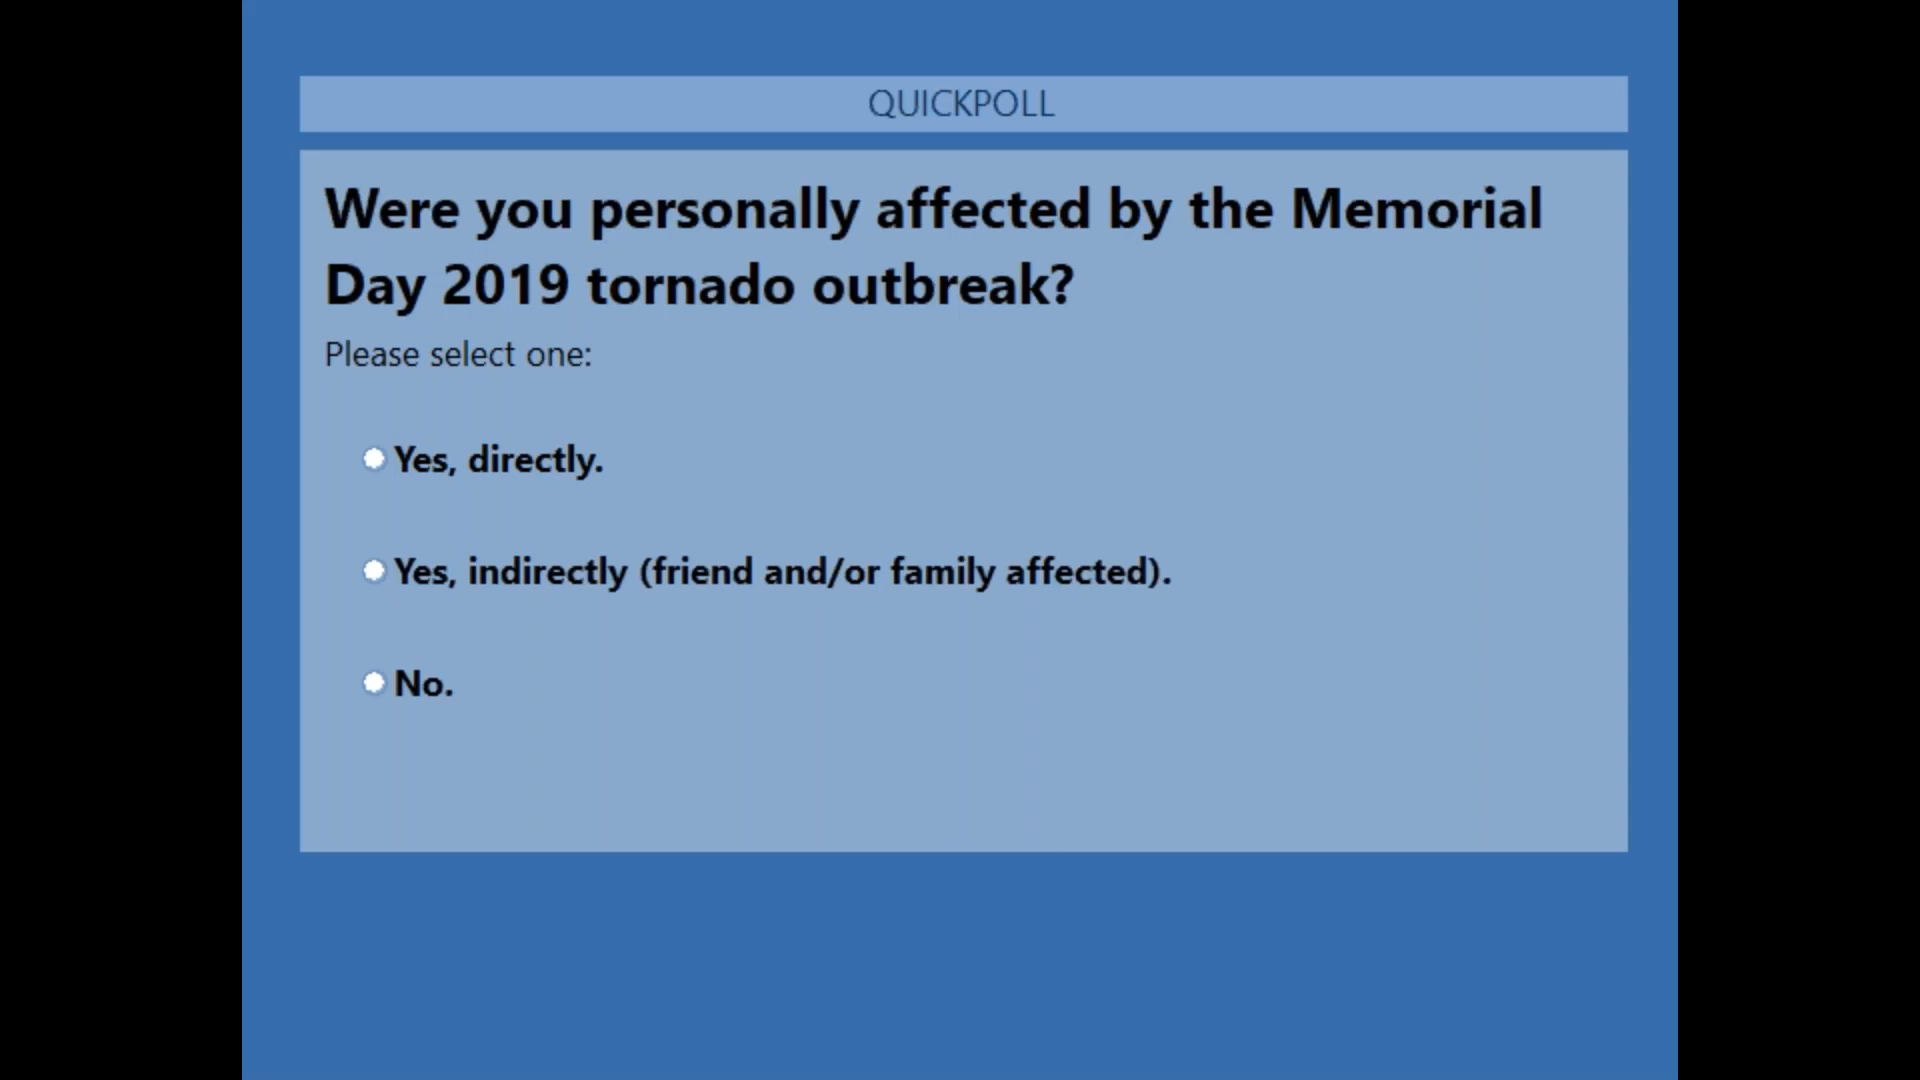 QUICKPOLL
Were you personally affected by the Memorial
Day 2019 tornado outbreak?
Please select one:
Yes, directly.
Yes, indirectly (friend and/or family affected).
No.